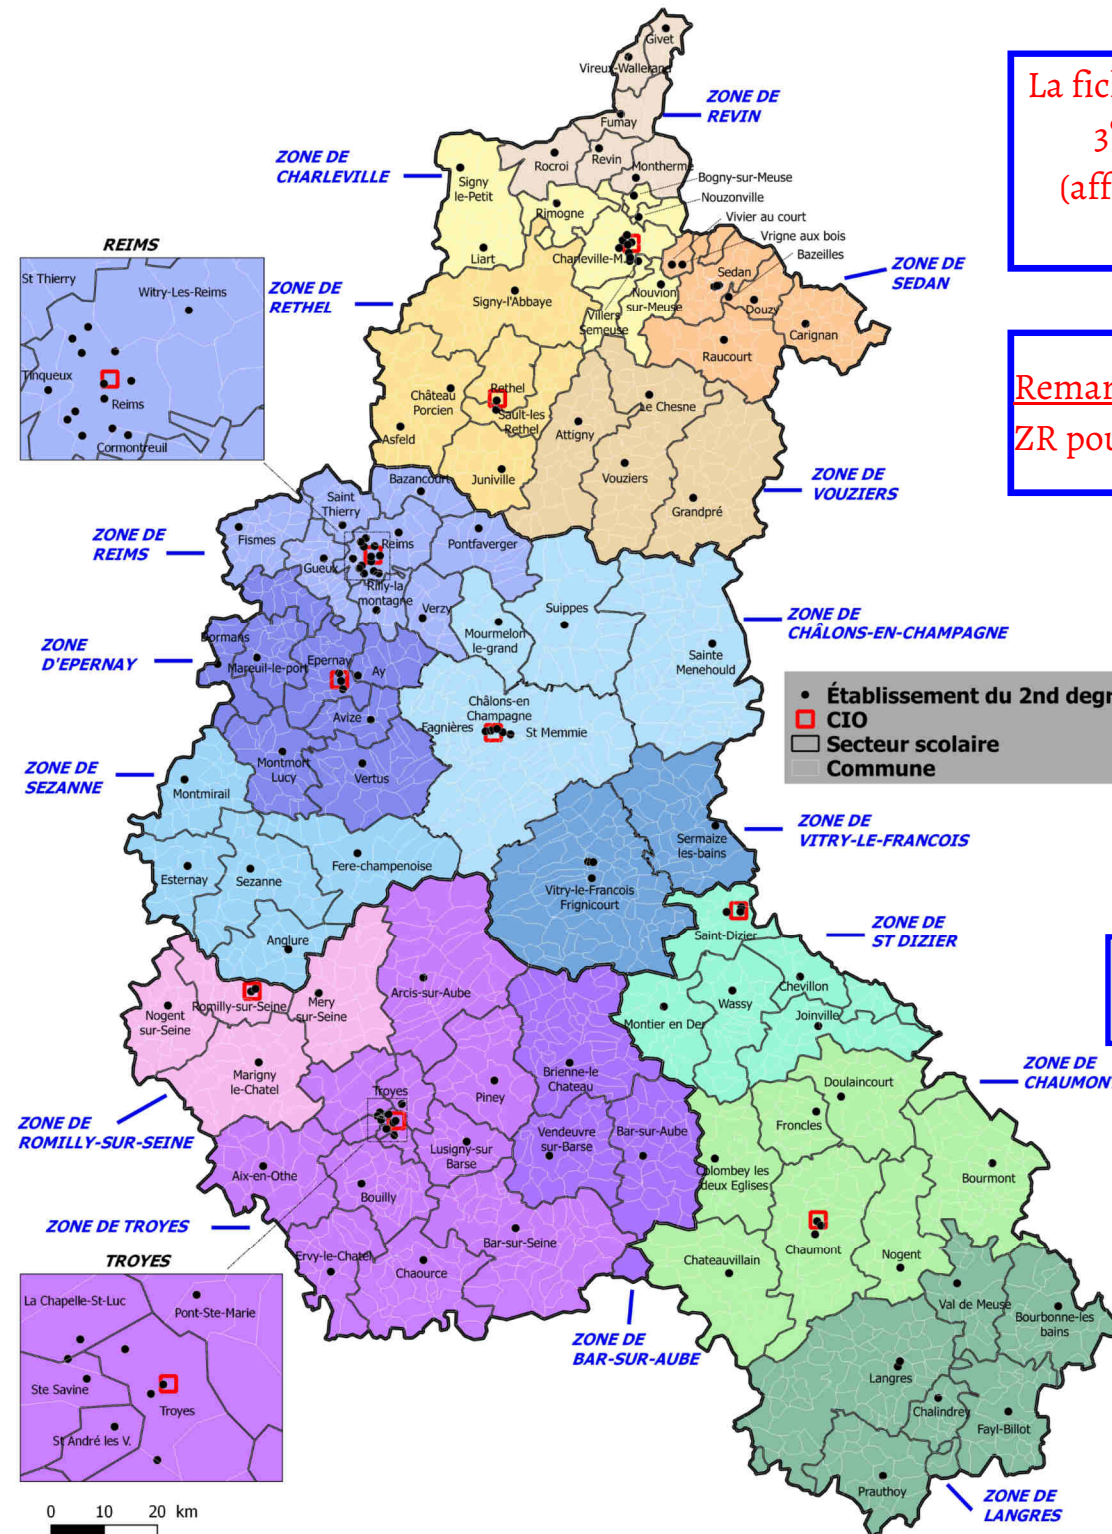 Givet
Vireux-Wallerand
ZONE DE
REVIN
Fumay
ZONE DE
CHARLEVILLE
Rocroi
Revin
Montherme
Signy
le-Petit
Bogny-sur-Meuse
Nouzonville
Rimogne
Vivier au court
Vrigne aux bois
Bazeilles
REIMS
St Thierry
Witry-Les-Reims
Tinqueux
Reims
Cormontreuil
Liart
Charleville-M.
Sedan
ZONE DE
SEDAN
ZONE DE
RETHEL
Signy-l'Abbaye
Nouvion
sur-Meuse
Douzy
Villers
Semeuse
Carignan
Raucourt
Château
Porcien
Rethel
Sault-les
Rethel
Le Chesne
Asfeld
Attigny
Juniville
Vouziers
ZONE DE
VOUZIERS
Grandpré
Bazancourt
Saint
Thierry
ZONE DE
REIMS
Fismes
Reims
Pontfaverger
Gueux
Rilly-la
montagne
Verzy
Suippes
Mourmelon
le-grand
ZONE DE
CHÂLONS-EN-CHAMPAGNE
ZONE
D'EPERNAY
Dormans
Mareuil-le-port
Epernay
Ay
Sainte
Menehould
Châlons-en
Champagne
Fagnières
St Memmie
Avize
• Établissement du 2nd degr
CIO
Secteur scolaire
Commune
ZONE DE
SEZANNE
Montmort
Lucy
Vertus
Montmirail
ZONE DE
VITRY-LE-FRANCOIS
Sermaize
les-bains
Fere-champenoise
Esternay
Sezanne
Vitry-le-Francois
Frignicourt
Anglure
Saint-Dizier
ZONE DE
ST DIZIER
Romilly-sur-Seine
Nogent
sur-Seine
Mery
sur-Seine
Arcis-sur-Aube
Wassy
Chevillon
Montier en Der
Joinville
Marigny
le-Chatel
Brienne-le
Chateau
Doulaincourt
ZONE DE
CHAUMONT
ZONE DE
ROMILLY-SUR-SEINE
Troyes
Piney
Froncles
Lusigny-sur
Barse
Vendeuvre
sur-Barse
Bar-sur-Aube
Aix-en-Othe
Colombey les
deux Eglises
Bourmont
Bouilly
ZONE DE TROYES
Bar-sur-Seine
Ervy-le-Chatel
Chaource
Chateauvillain
Chaumont
Nogent
TROYES
La Chapelle-St-Luc
Pont-Ste-Marie
Ste Savine
Troyes
St André les V.
ZONE DE
BAR-SUR-AUBE
Val de Meuse
Bourbonne-les
bains
Langres
Chalindrey
Fayl-Billot
Prauthoy
ZONE DE
LANGRES
0 10 20 km
La fich
3
(aff
Remar
ZR pou